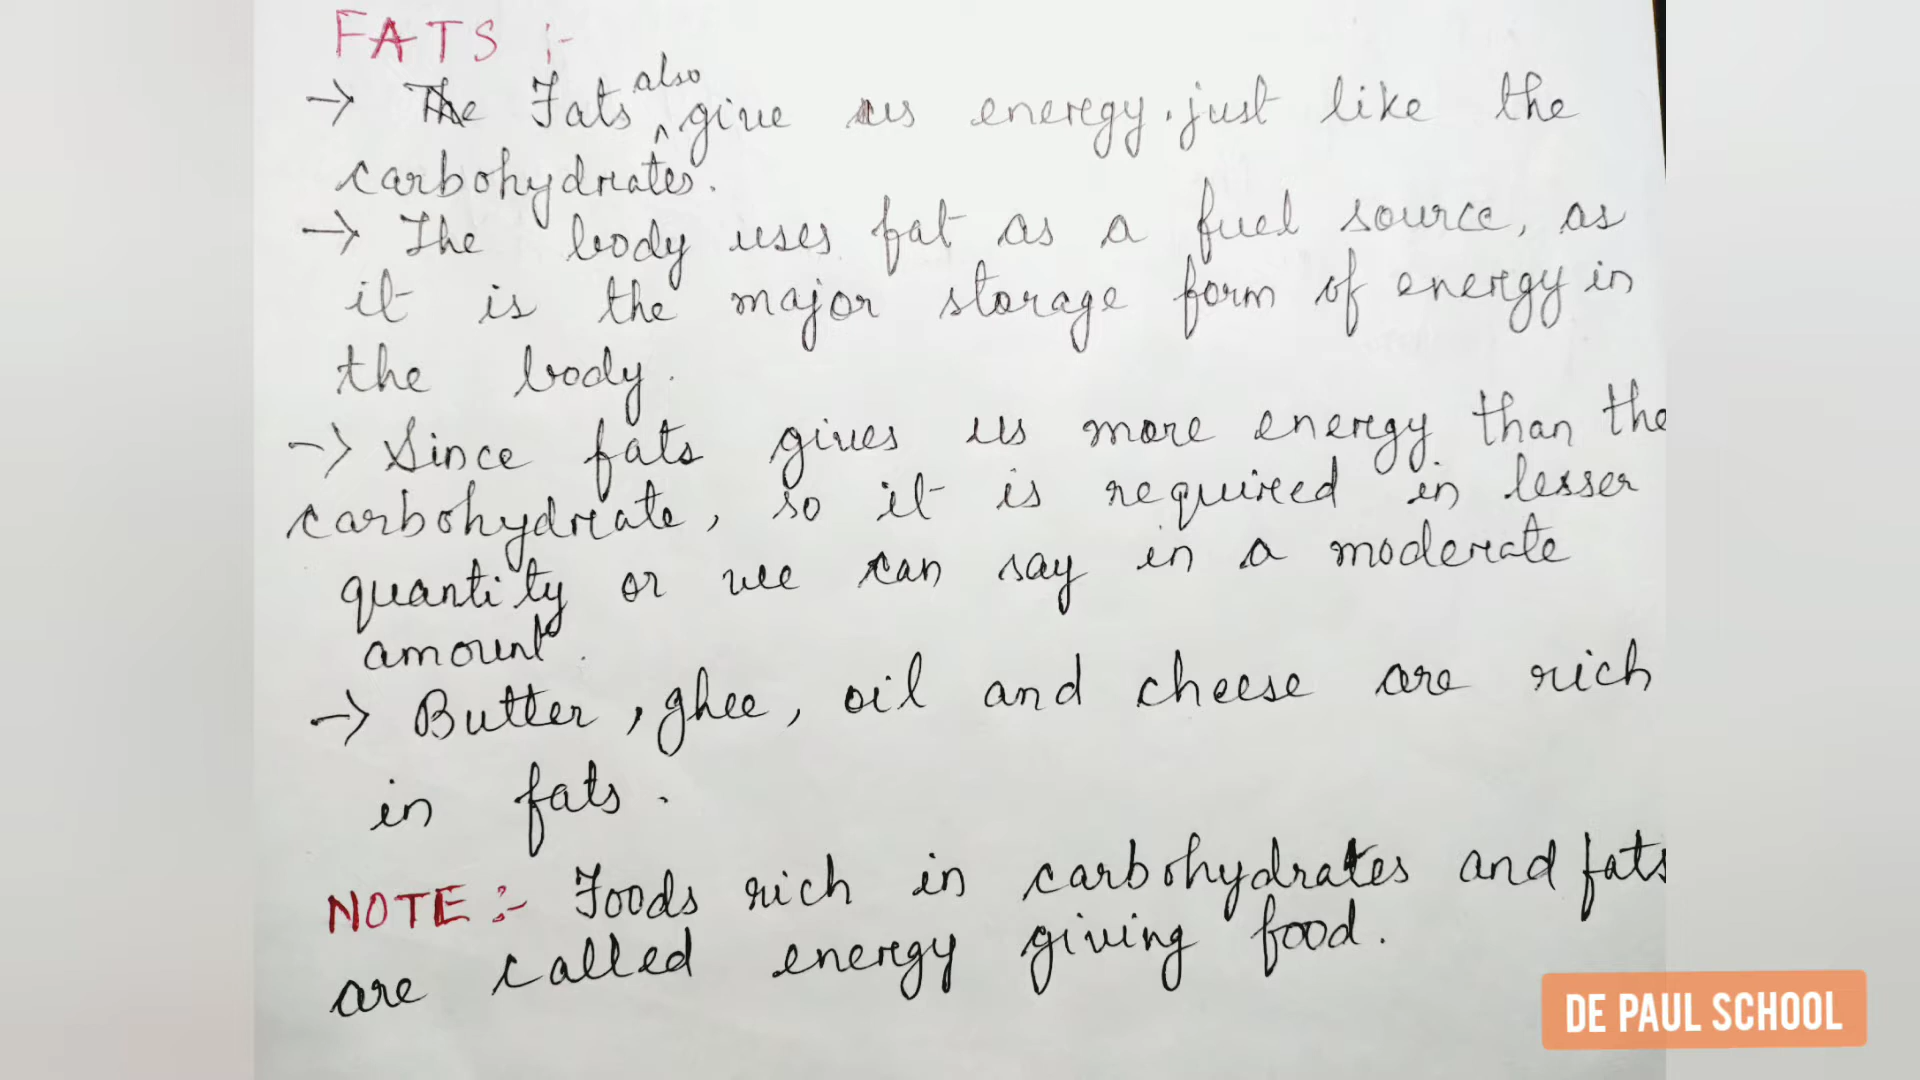 FATS :-
→ The Fats also give us energy. just like the
carbohydrates.
→ The body uses fat as a fuel source, as
it is the major storage form of energy in
the body.
→ Since fats gives us more energy than the
carbohydrate, so it is required in lesser
quantity or we can say in a moderate
amount.
→ Butter, ghee, oil and cheese are rich
in fats.
NOTE :- Foods rich in carbohydrates and fats
are called energy giving food.
DE PAUL SCHOOL